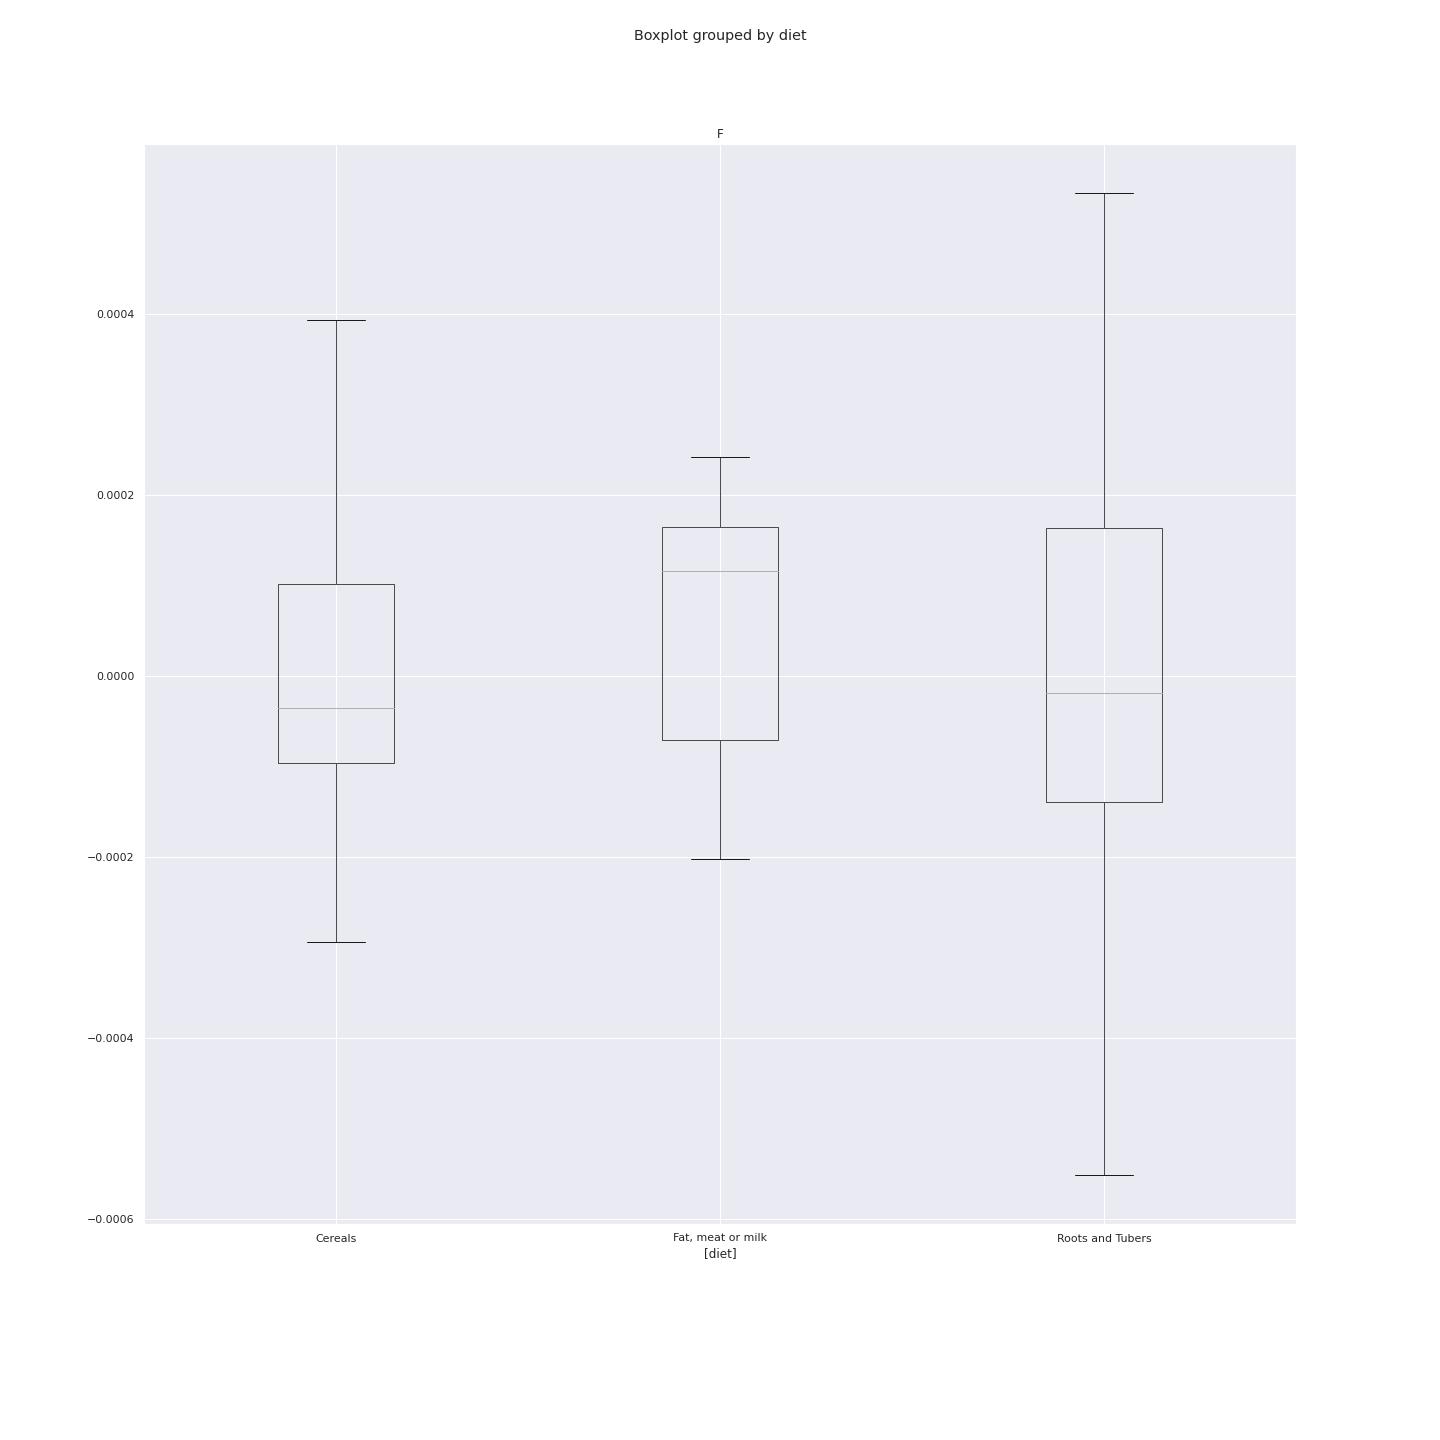 Boxplot grouped by diet
F
0.0004
0.0002
0.0000
−0.0002
−0.0004
−0.0006
Cereals
Fat, meat or milk
Roots and Tubers
[diet]